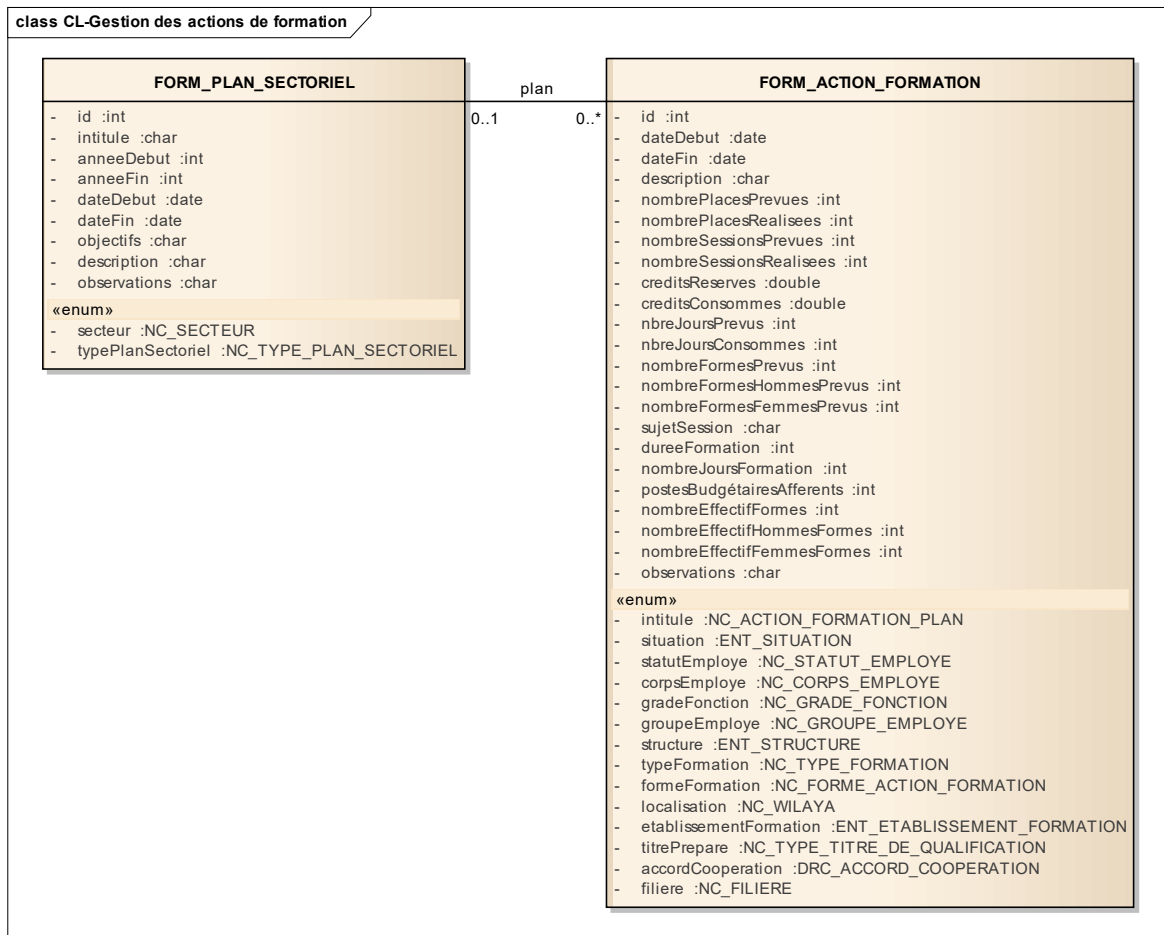 class CL-Gestion des actions de formation
FORM_PLAN_SECTORIEL
- id :int
- intitule :char
- anneeDebut :int
- anneeFin :int
- dateDebut :date
- dateFin :date
- objectifs :char
- description :char
- observations :char
«enum»
- secteur :NC_SECTEUR
- typePlanSectoriel :NC_TYPE_PLAN_SECTORIEL
plan
0..1
0..*
FORM_ACTION_FORMATION
- id :int
- dateDebut :date
- dateFin :date
- description :char
- nombrePlacesPrevues :int
- nombrePlacesRealisees :int
- nombreSessionsPrevues :int
- nombreSessionsRealisees :int
- creditsReserves :double
- creditsConsommes :double
- nbreJoursPrevus :int
- nbreJoursConsommes :int
- nombreFormesPrevus :int
- nombreFormesHommesPrevus :int
- nombreFormesFemmesPrevus :int
- sujetSession :char
- dureeFormation :int
- nombreJoursFormation :int
- postesBudgétairesAfferents :int
- nombreEffectifFormes :int
- nombreEffectifHommesFormes :int
- nombreEffectifFemmesFormes :int
- observations :char
«enum»
- intitule :NC_ACTION_FORMATION_PLAN
- situation :ENT_SITUATION
- statutEmploye :NC_STATUT_EMPLOYE
- corpsEmploye :NC_CORPS_EMPLOYE
- gradeFonction :NC_GRADE_FONCTION
- groupeEmploye :NC_GROUPE_EMPLOYE
- structure :ENT_STRUCTURE
- typeFormation :NC_TYPE_FORMATION
- formeFormation :NC_FORME_ACTION_FORMATION
- localisation :NC_WILAYA
- etablissementFormation :ENT_ETABLISSEMENT_FORMATION
- titrePrepare :NC_TYPE_TITRE_DE_QUALIFICATION
- accordCooperation :DRC_ACCORD_COOPERATION
- filiere :NC_FILIERE